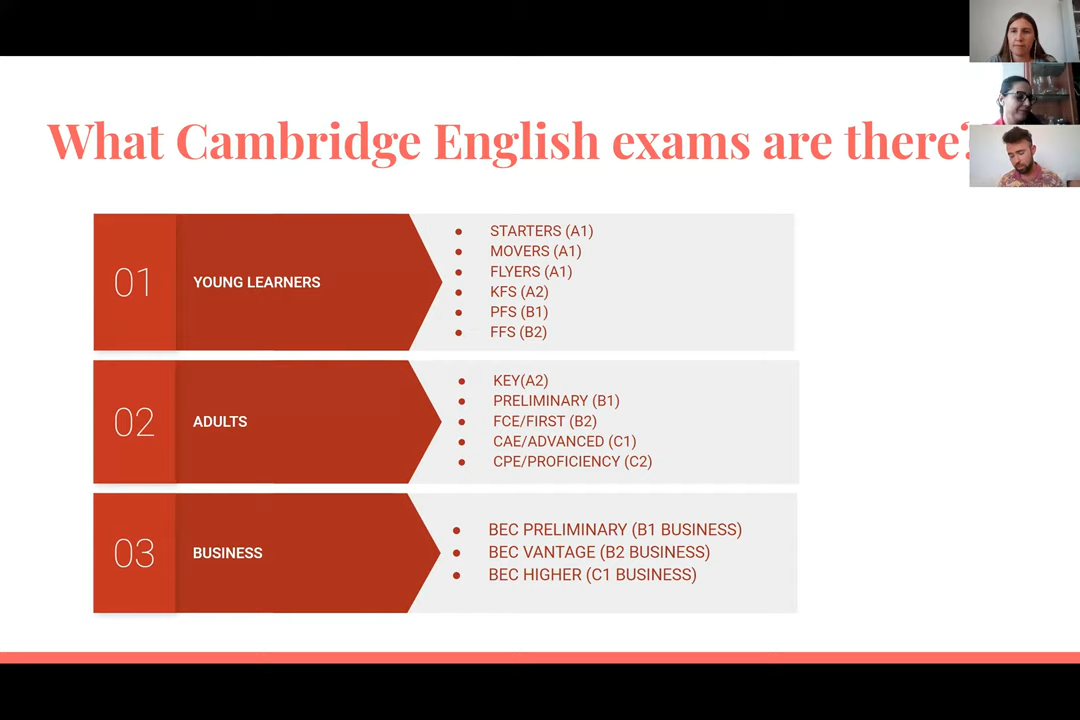 What Cambridge English exams are there?
01
YOUNG LEARNERS
STARTERS (A1)
MOVERS (A1)
FLYERS (A1)
KFS (A2)
PFS (B1)
FFS (B2)
02
ADULTS
KEY(A2)
PRELIMINARY (B1)
FCE/FIRST (B2)
CAE/ADVANCED (C1)
CPE/PROFICIENCY (C2)
03
BUSINESS
BEC PRELIMINARY (B1 BUSINESS)
BEC VANTAGE (B2 BUSINESS)
BEC HIGHER (C1 BUSINESS)